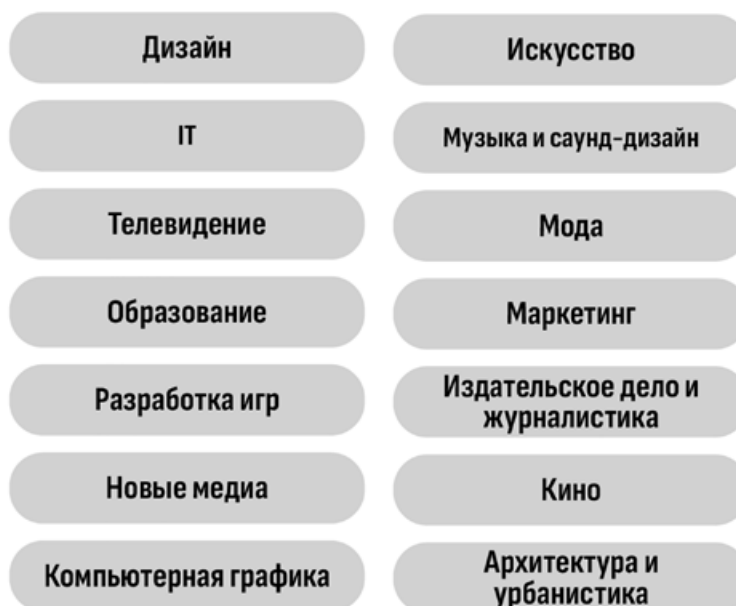 Дизайн
Искусство
IT
Музыка и саунд-дизайн
Телевидение
Мода
Образование
Маркетинг
Разработка игр
Издательское дело и
журналистика
Новые медиа
Кино
Компьютерная графика
Архитектура и
урбанистика